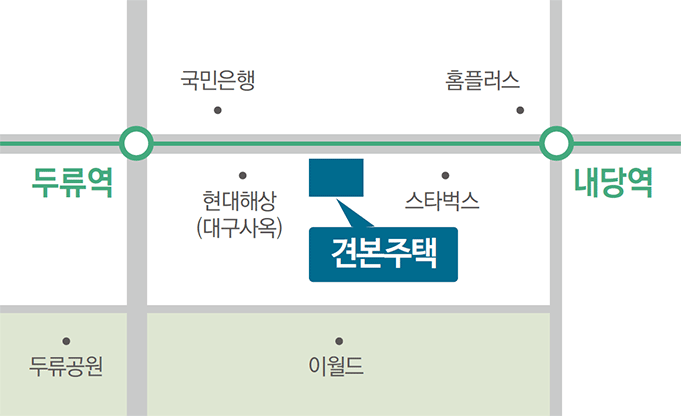 국민은행
홈플러스
두류역
내당역
현대해상
(대구사옥)
스타벅스
견본주택
두류공원
이월드